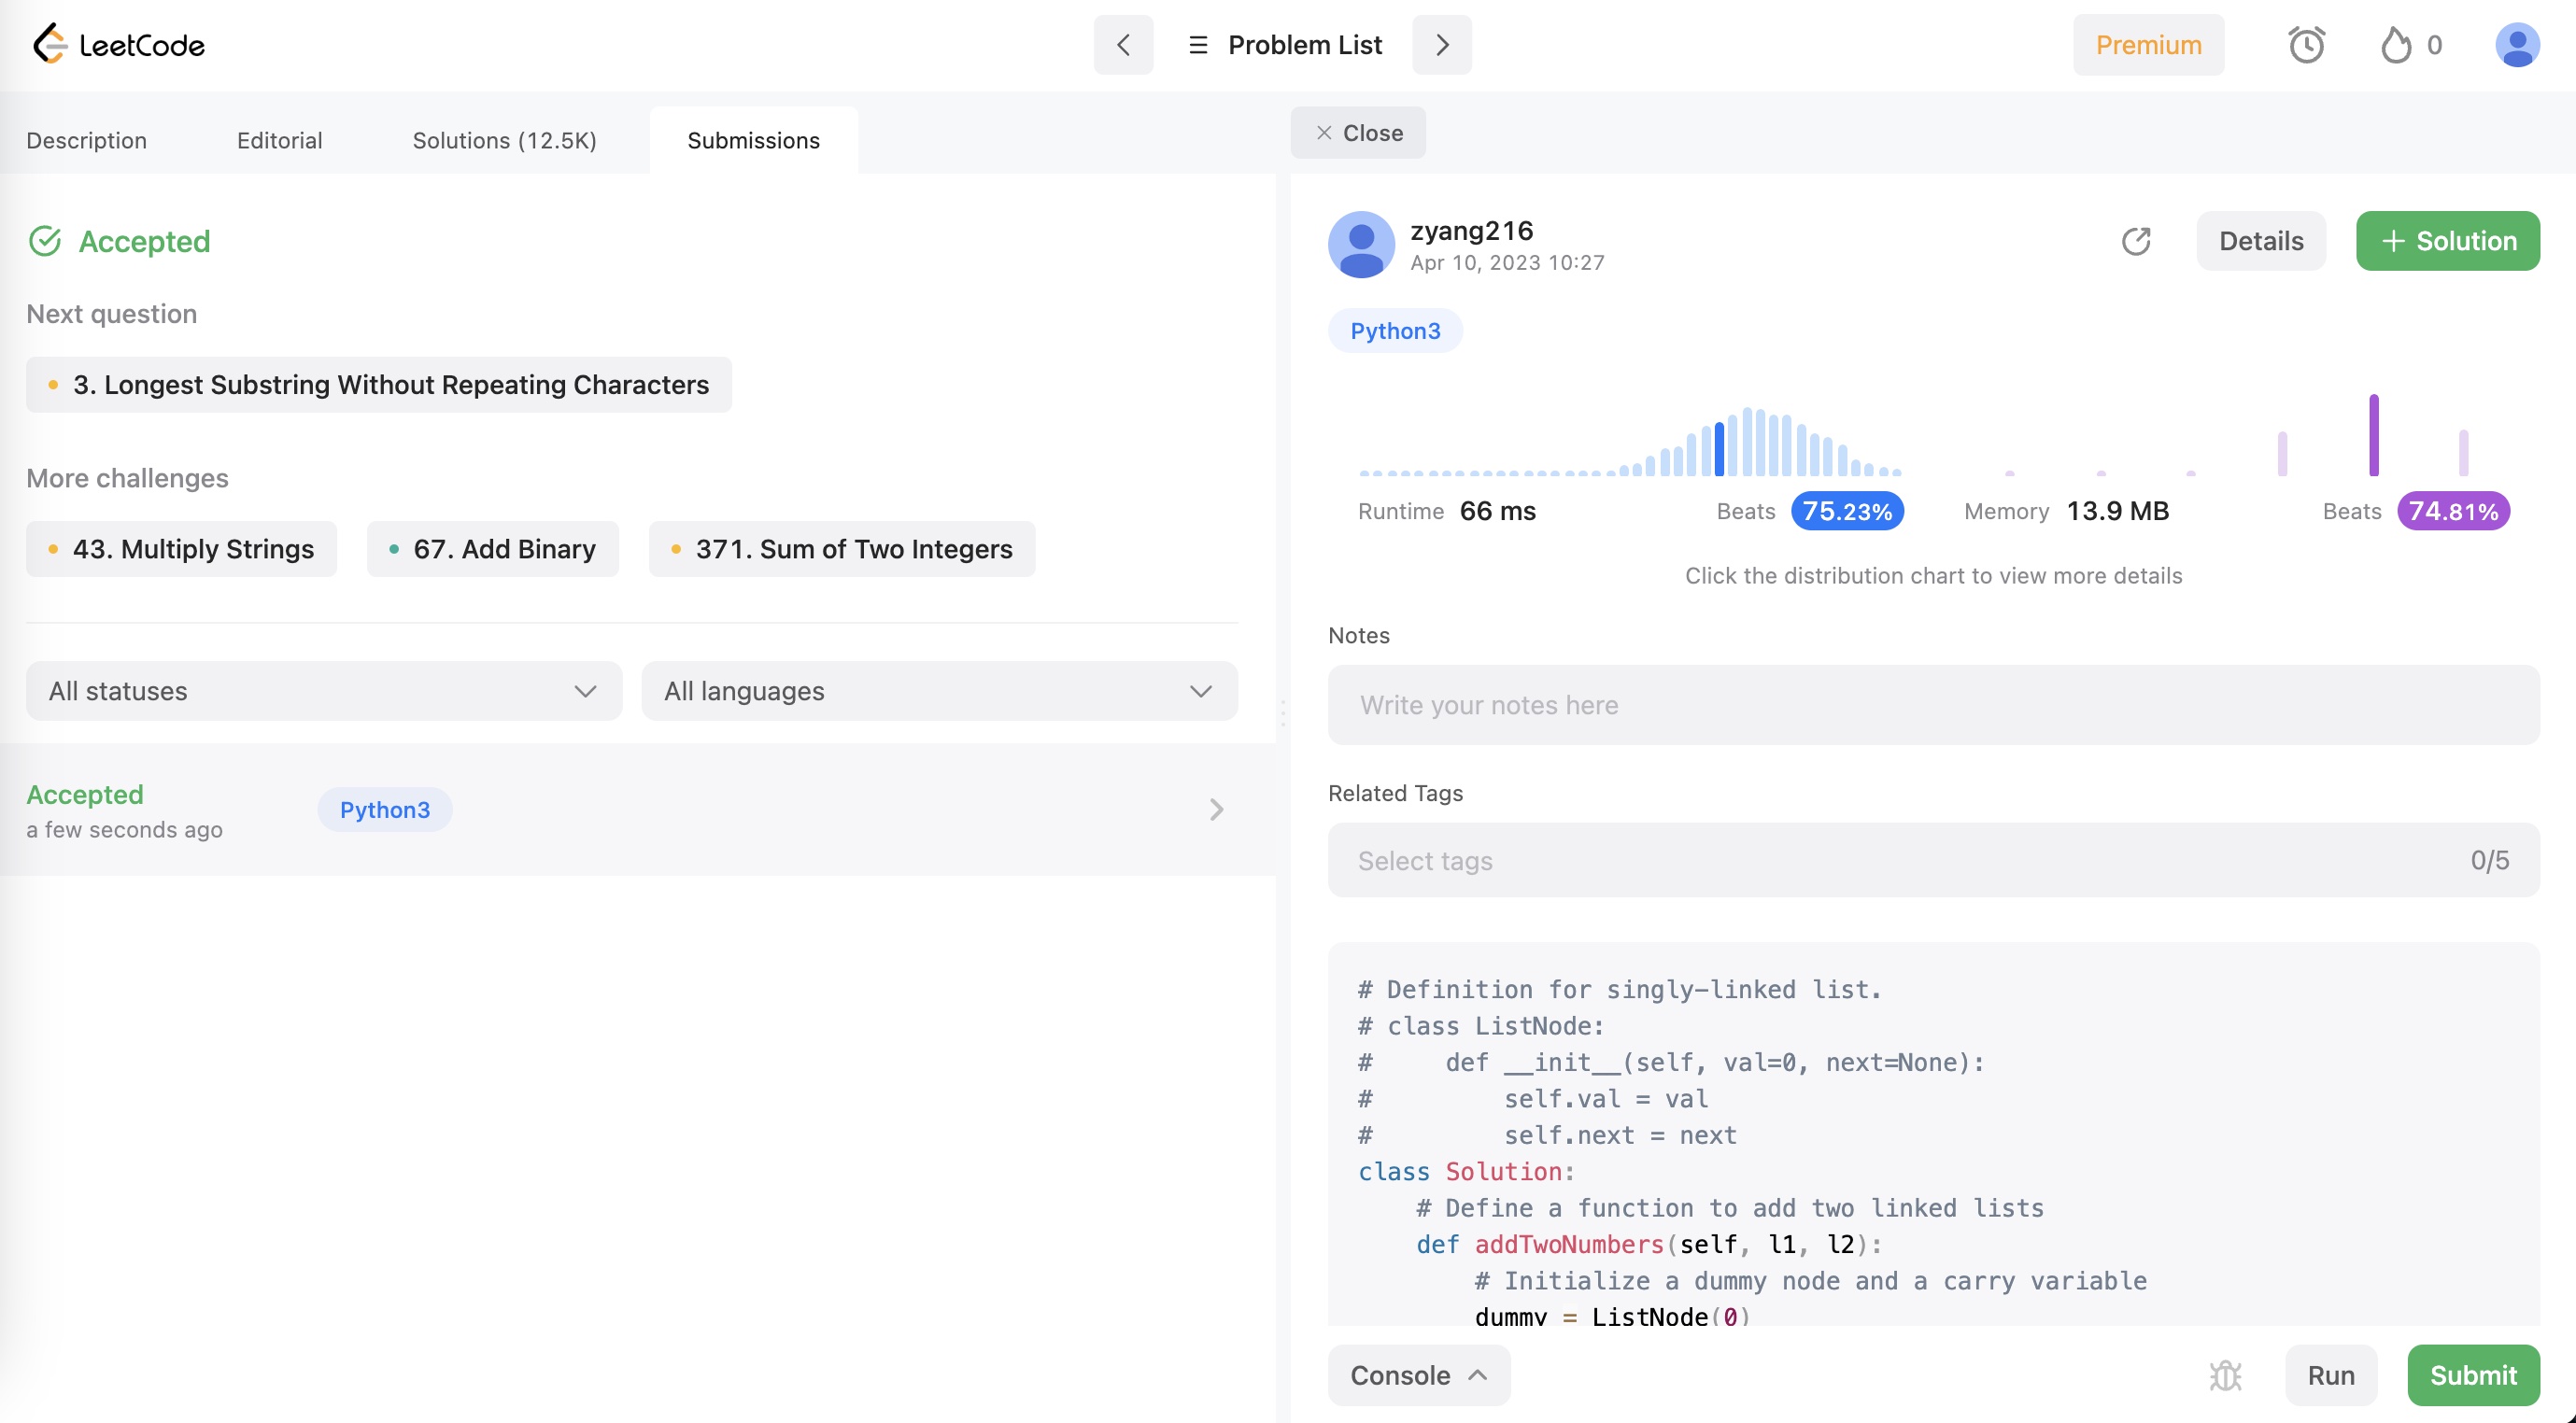 LeetCode
Problem List
Premium
0
Description
Editorial
Solutions (12.5K)
Submissions
Close
Accepted
Next question
3. Longest Substring Without Repeating Characters
More challenges
43. Multiply Strings
67. Add Binary
371. Sum of Two Integers
All statuses
All languages
Accepted
a few seconds ago
Python3
zyang216
Apr 10, 2023 10:27
Details
+ Solution
Python3
Runtime 66 ms
Beats 75.23%
Memory 13.9 MB
Beats 74.81%
Click the distribution chart to view more details
Notes
Write your notes here
Related Tags
Select tags
0/5
# Definition for singly-linked list.
# class ListNode:
#     def __init__(self, val=0, next=None):
#         self.val = val
#         self.next = next
class Solution:
    # Define a function to add two linked lists
    def addTwoNumbers(self, l1, l2):
        # Initialize a dummy node and a carry variable
        dummy = ListNode(0)
Console
Run
Submit